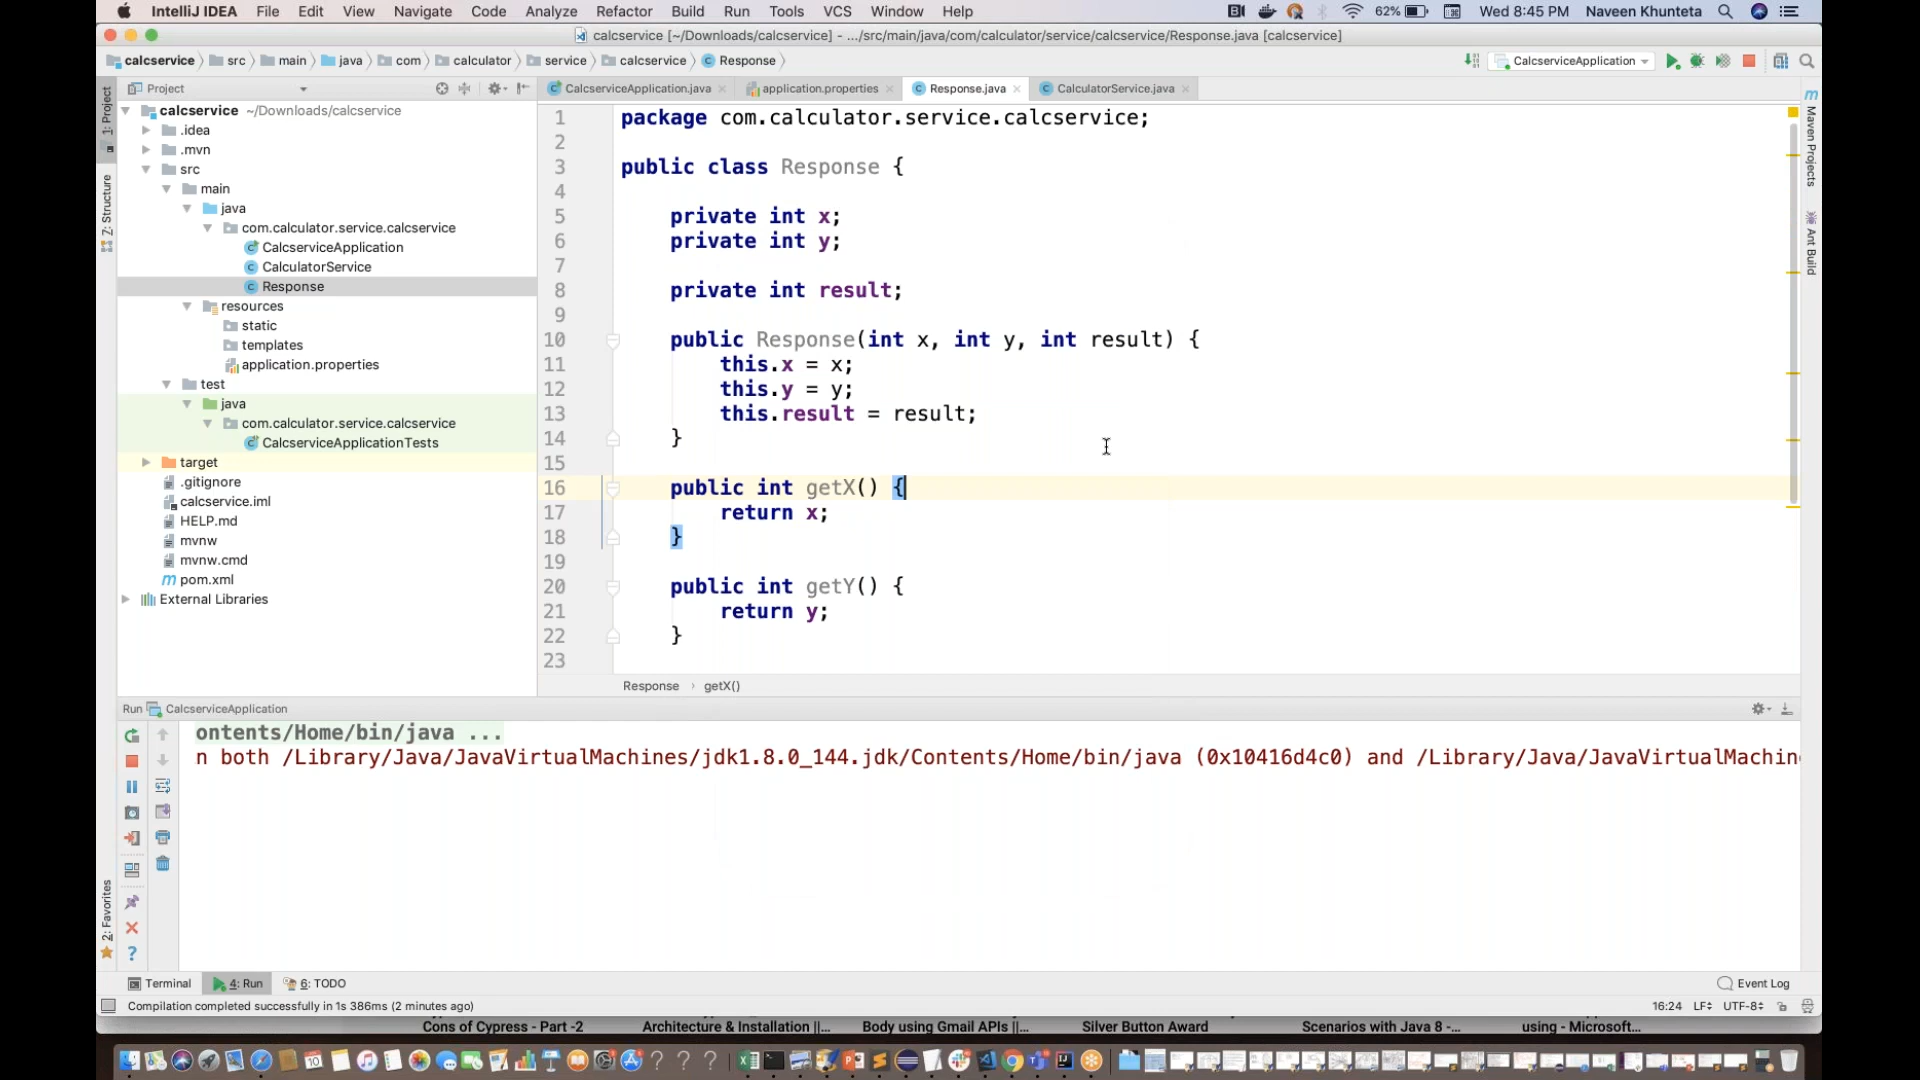 IntelliJ IDEA File Edit View Navigate Code Analyze Refactor Build Run Tools VCS Window Help 62% Wed 8:45 PM Naveen Khunteta
calcservice [~/Downloads/calcservice] - .../src/main/java/com/calculator/service/calcservice/Response.java [calcservice]
calcservice src main java com calculator service calcservice Response CalcserviceApplication
Project
CalcserviceApplication.java application.properties Response.java CalculatorService.java
1: Project
Z: Structure
2: Favorites
Maven Projects
Ant Build
calcservice ~/Downloads/calcservice
.idea
.mvn
src
main
java
com.calculator.service.calcservice
CalcserviceApplication
CalculatorService
Response
resources
static
templates
application.properties
test
java
com.calculator.service.calcservice
CalcserviceApplicationTests
target
.gitignore
calcservice.iml
HELP.md
mvnw
mvnw.cmd
pom.xml
External Libraries
1 package com.calculator.service.calcservice;
2
3 public class Response {
4
5 private int x;
6 private int y;
7
8 private int result;
9
10 public Response(int x, int y, int result) {
11 this.x = x;
12 this.y = y;
13 this.result = result;
14 }
15
16 public int getX() {
17 return x;
18 }
19
20 public int getY() {
21 return y;
22 }
23
Response › getX()
Run CalcserviceApplication
ontents/Home/bin/java ...
n both /Library/Java/JavaVirtualMachines/jdk1.8.0_144.jdk/Contents/Home/bin/java (0x10416d4c0) and /Library/Java/JavaVirtualMachin
Terminal 4: Run 6: TODO Event Log
Compilation completed successfully in 1s 386ms (2 minutes ago) 16:24 LF UTF-8
Cons of Cypress - Part -2 Architecture & Installation ||... Body using Gmail APIs ||... Silver Button Award Scenarios with Java 8 -... using - Microsoft...